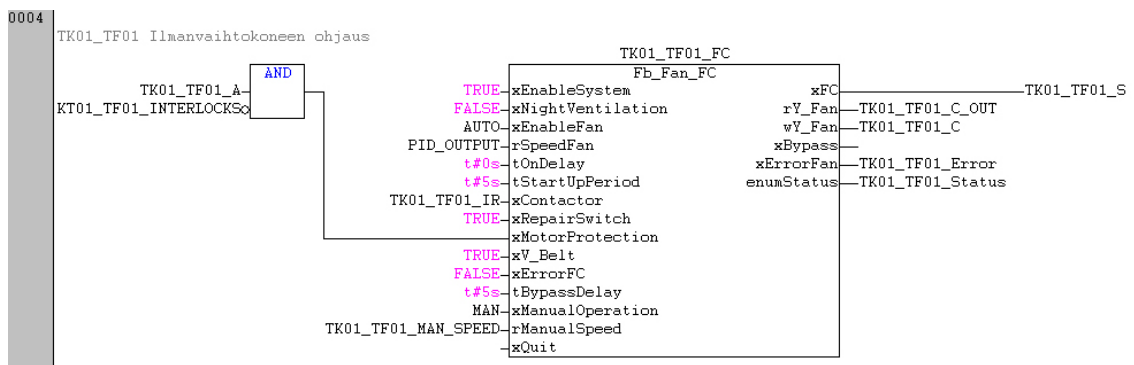 0004
TK01_TF01 Ilmanvaihtokoneen ohjaus
AND
TK01_TF01_A
KT01_TF01_INTERLOCKS
TK01_TF01_FC
Fb_Fan_FC
TRUE xEnableSystem xFC TK01_TF01_S
FALSE xNightVentilation rY_Fan TK01_TF01_C_OUT
AUTO xEnableFan wY_Fan TK01_TF01_C
PID_OUTPUT rSpeedFan xBypass
t#0s tOnDelay xErrorFan TK01_TF01_Error
t#5s tStartUpPeriod enumStatus TK01_TF01_Status
TK01_TF01_IR xContactor
TRUE xRepairSwitch
xMotorProtection
TRUE xV_Belt
FALSE xErrorFC
t#5s tBypassDelay
MAN xManualOperation
TK01_TF01_MAN_SPEED rManualSpeed
xQuit